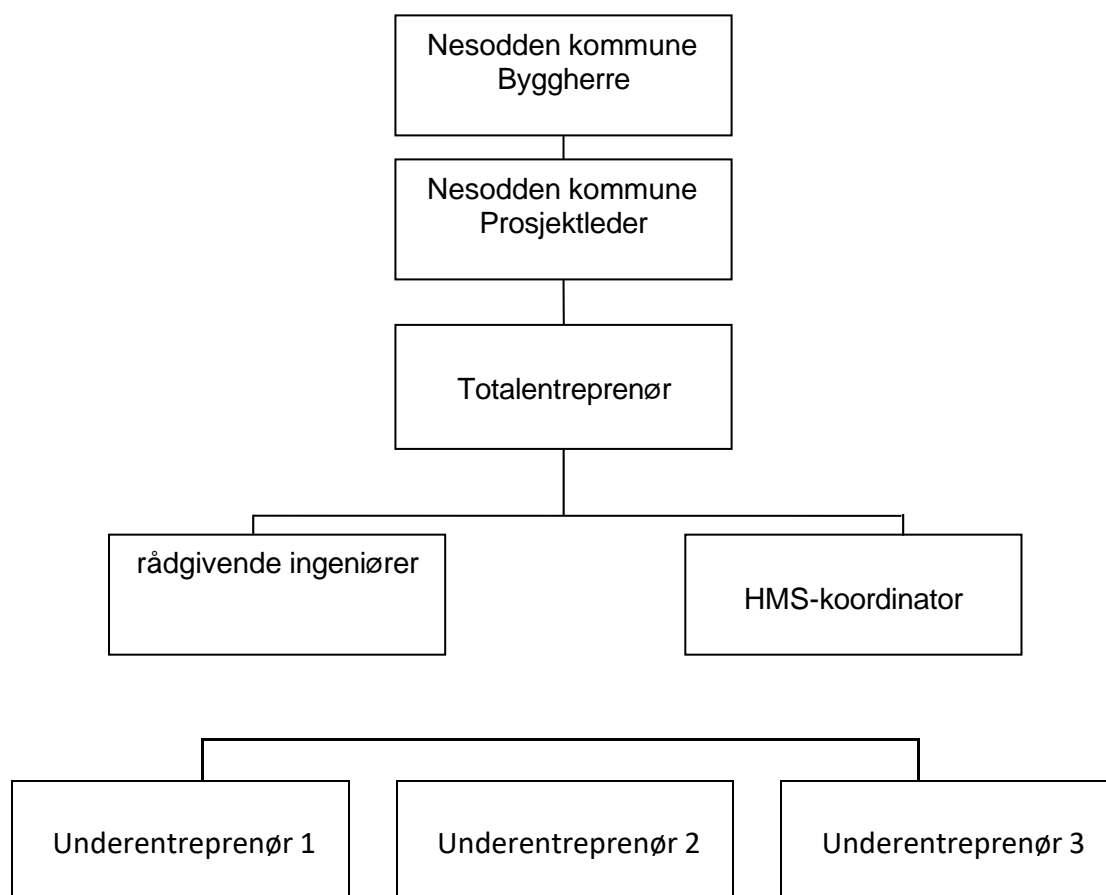 Nesodden kommune
Byggherre
Nesodden kommune
Prosjektleder
Totalentreprenør
rådgivende ingeniører
HMS-koordinator
Underentreprenør 1
Underentreprenør 2
Underentreprenør 3